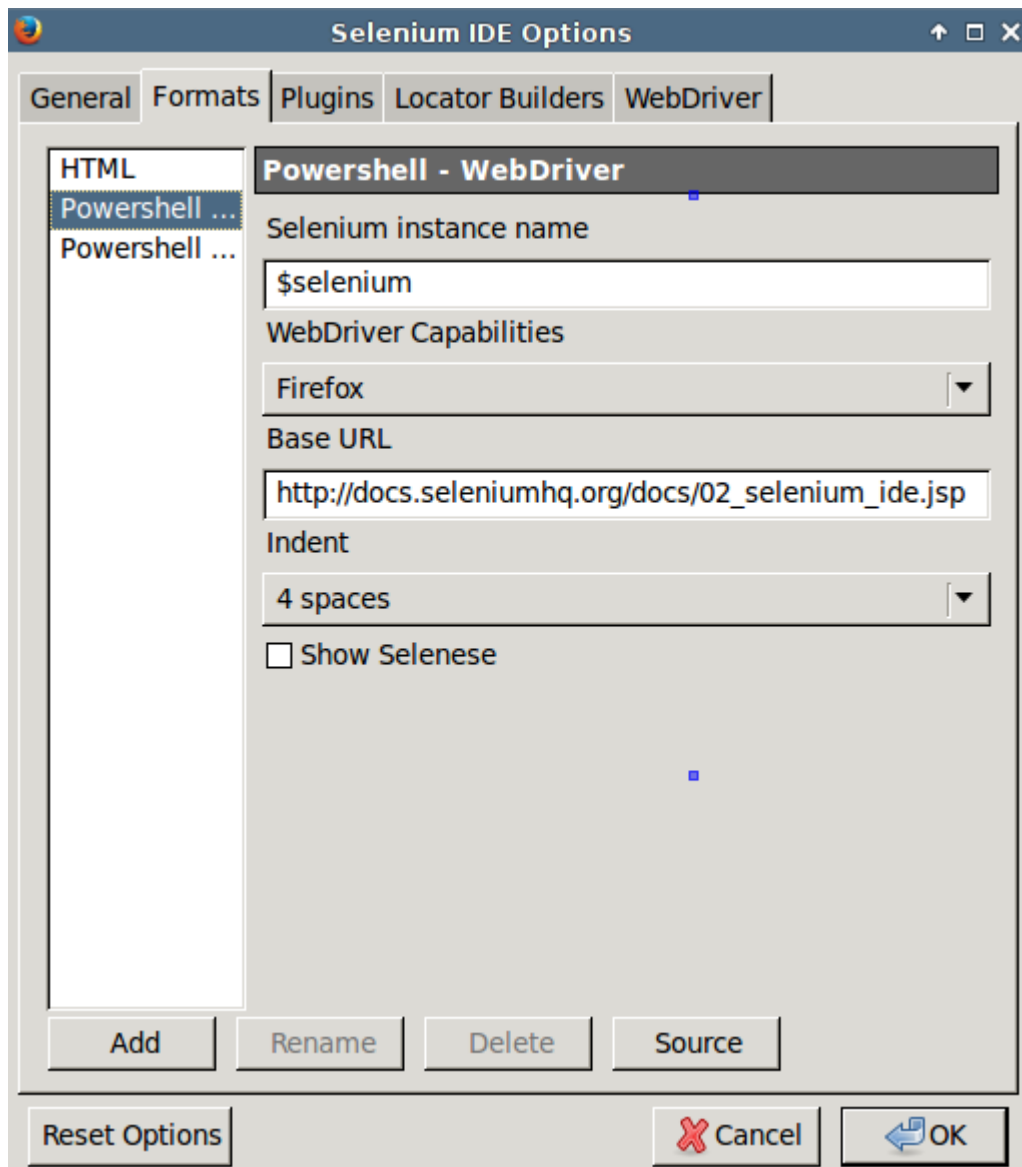 Selenium IDE Options
General Formats Plugins Locator Builders WebDriver
HTML
Powershell ...
Powershell ...
Powershell - WebDriver
Selenium instance name
$selenium
WebDriver Capabilities
Firefox
Base URL
http://docs.seleniumhq.org/docs/02_selenium_ide.jsp
Indent
4 spaces
Show Selenese
Add Rename Delete Source
Reset Options Cancel OK